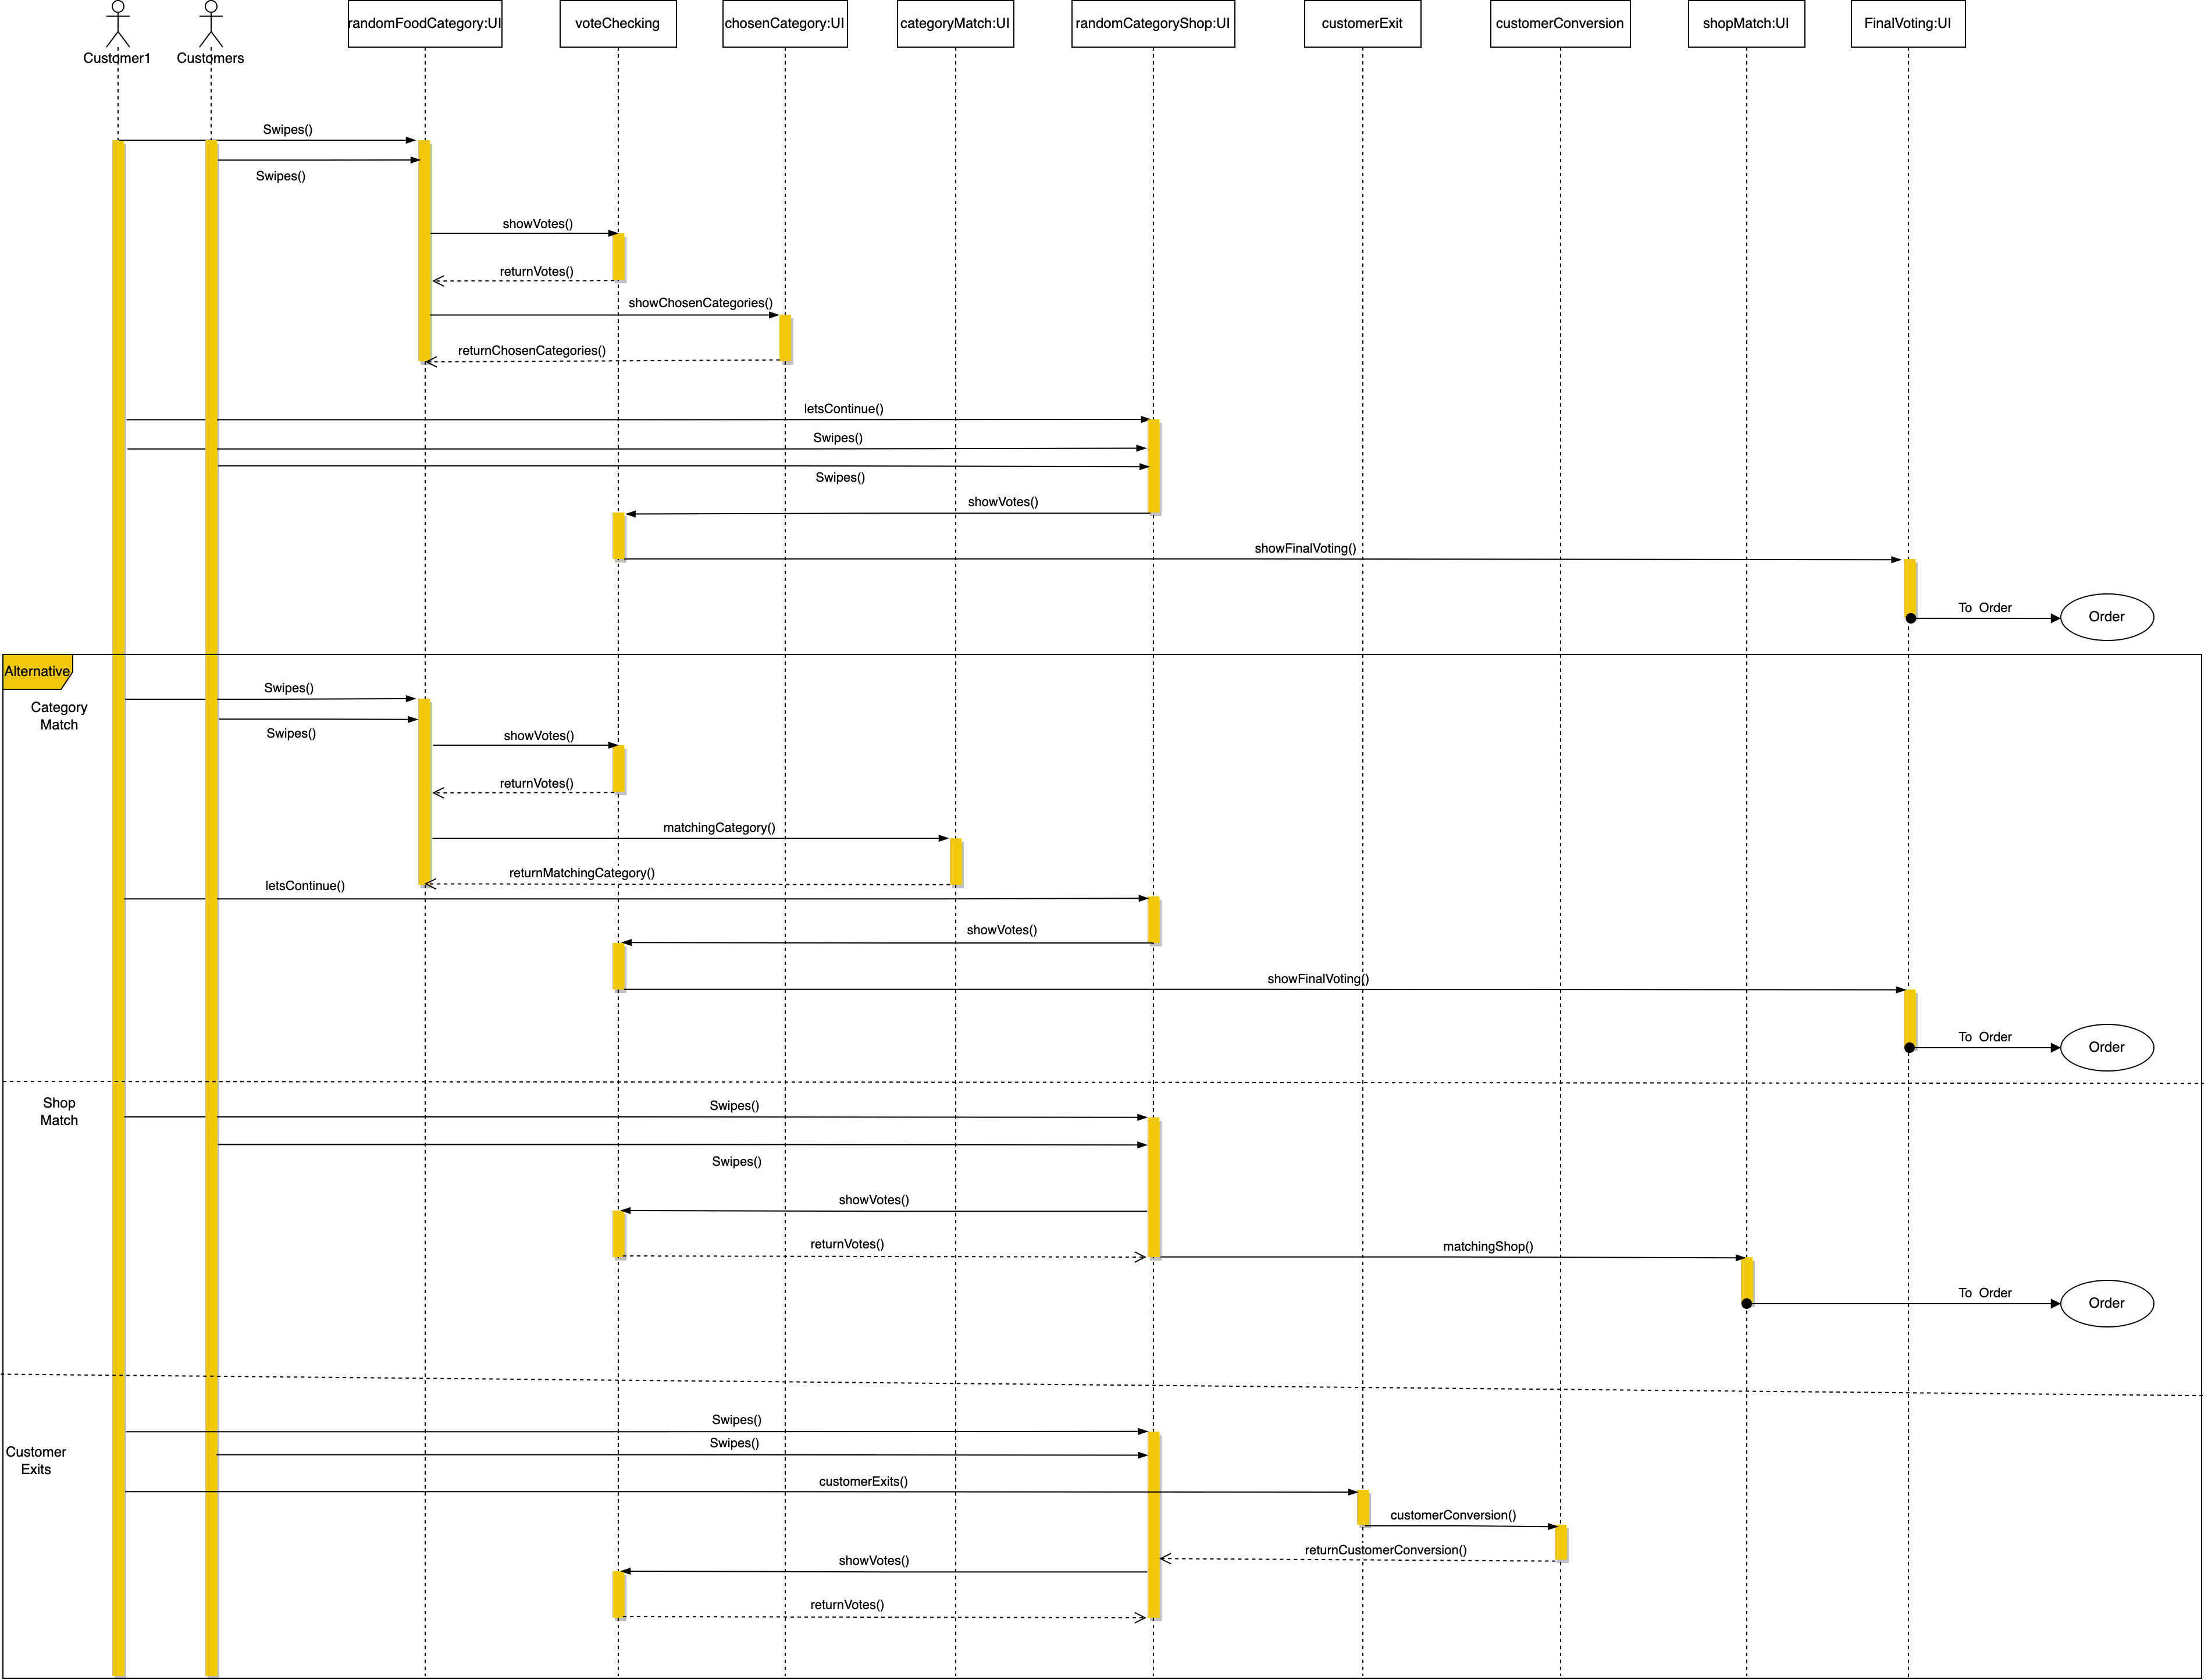 randomFoodCategory:UI
voteChecking
chosenCategory:UI
categoryMatch:UI
randomCategoryShop:UI
customerExit
customerConversion
shopMatch:UI
FinalVoting:UI
Customer1
Customers
Swipes()
Swipes()
showVotes()
returnVotes()
showChosenCategories()
returnChosenCategories()
letsContinue()
Swipes()
Swipes()
showVotes()
showFinalVoting()
To Order
Order
Alternative
Category
Match
Swipes()
Swipes()
showVotes()
returnVotes()
matchingCategory()
returnMatchingCategory()
letsContinue()
showVotes()
showFinalVoting()
To Order
Order
Shop
Match
Swipes()
Swipes()
showVotes()
returnVotes()
matchingShop()
To Order
Order
Customer
Exits
Swipes()
Swipes()
customerExits()
customerConversion()
returnCustomerConversion()
showVotes()
returnVotes()